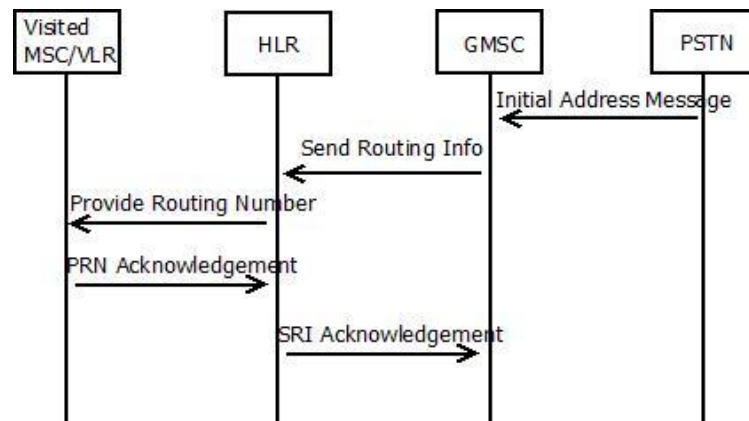 Visited
MSC/VLR
HLR
GMSC
PSTN
Initial Address Message
Send Routing Info
Provide Routing Number
PRN Acknowledgement
SRI Acknowledgement